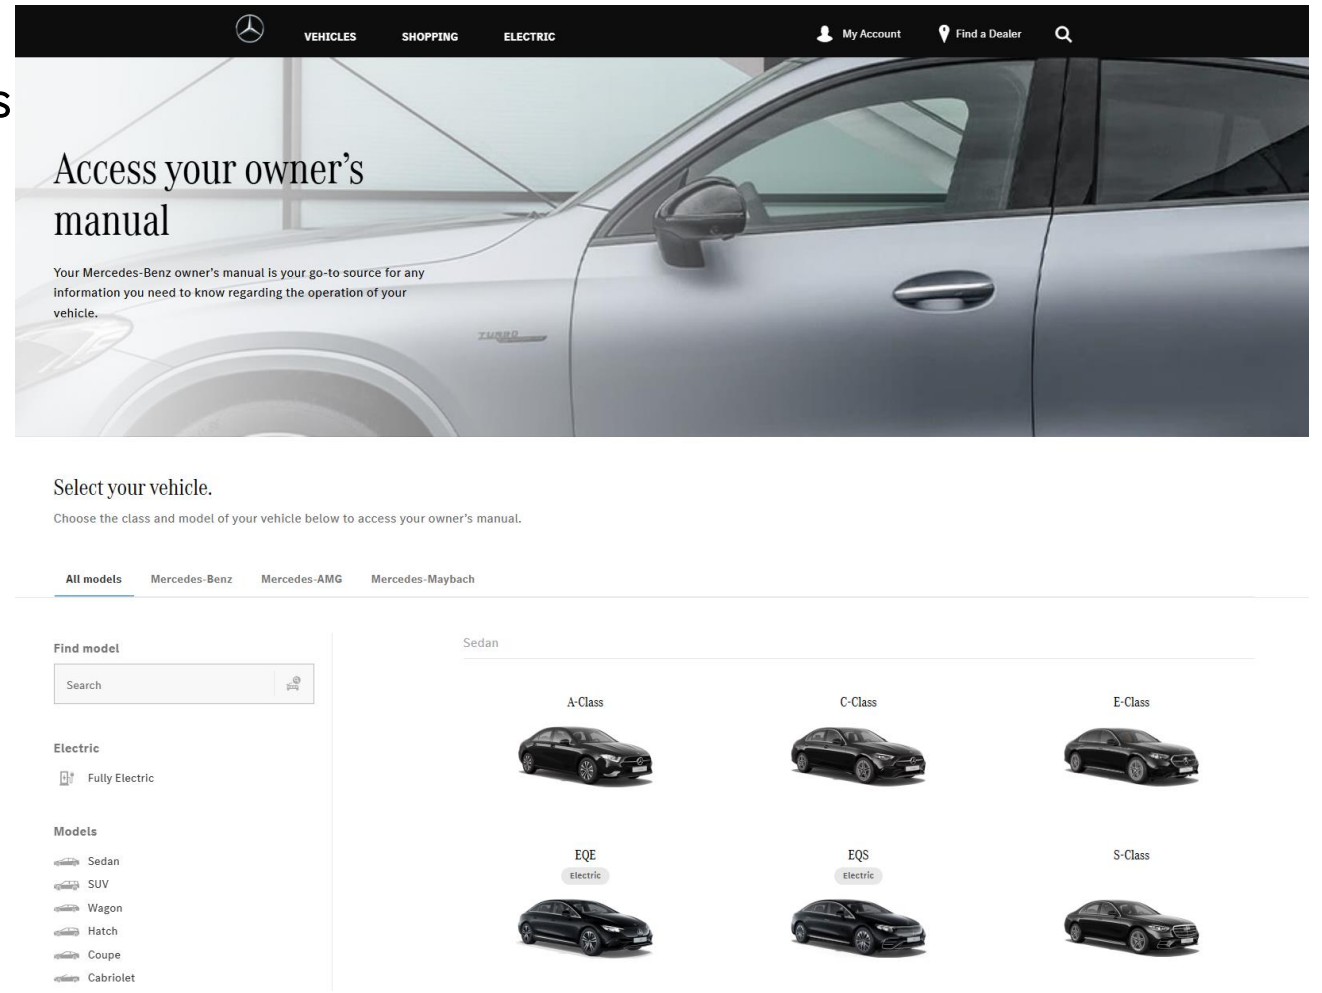 VEHICLES SHOPPING ELECTRIC My Account Find a Dealer
s
Access your owner's
manual
Your Mercedes-Benz owner's manual is your go-to source for any
information you need to know regarding the operation of your
vehicle.
TURBO
Select your vehicle.
Choose the class and model of your vehicle below to access your owner's manual.
All models Mercedes-Benz Mercedes-AMG Mercedes-Maybach
Find model
Search
Electric
Fully Electric
Models
Sedan
SUV
Wagon
Hatch
Coupe
Cabriolet
Sedan
A-Class C-Class E-Class
EQE EQS S-Class
Electric Electric